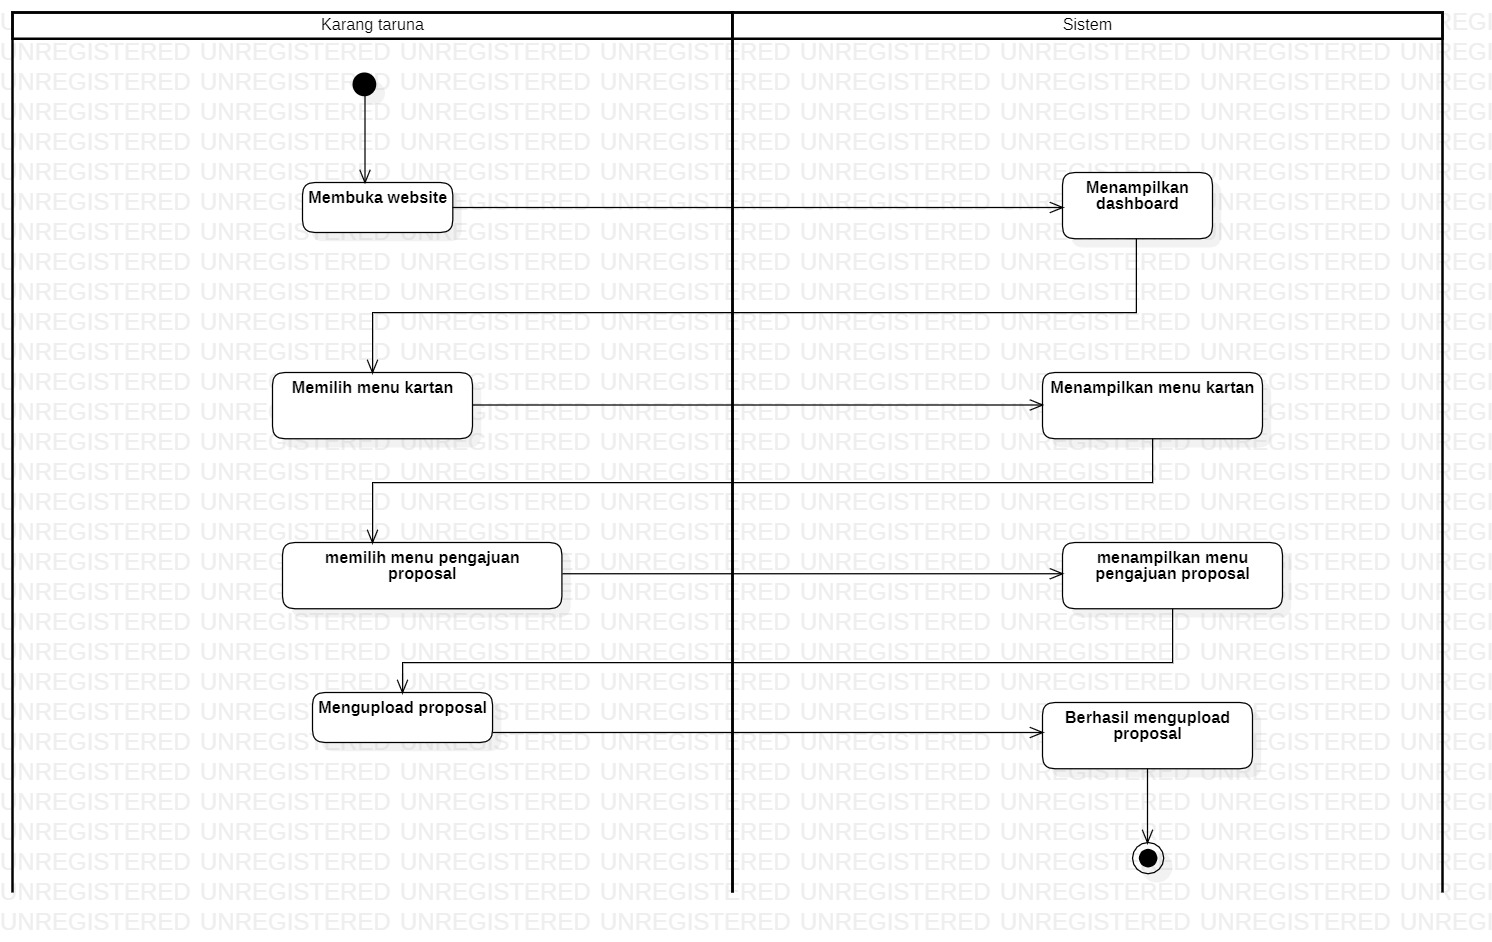 Karang taruna
Sistem
Membuka website
Menampilkan
dashboard
Memilih menu kartan
Menampilkan menu kartan
memilih menu pengajuan
proposal
menampilkan menu
pengajuan proposal
Mengupload proposal
Berhasil mengupload
proposal
UNREGISTERED